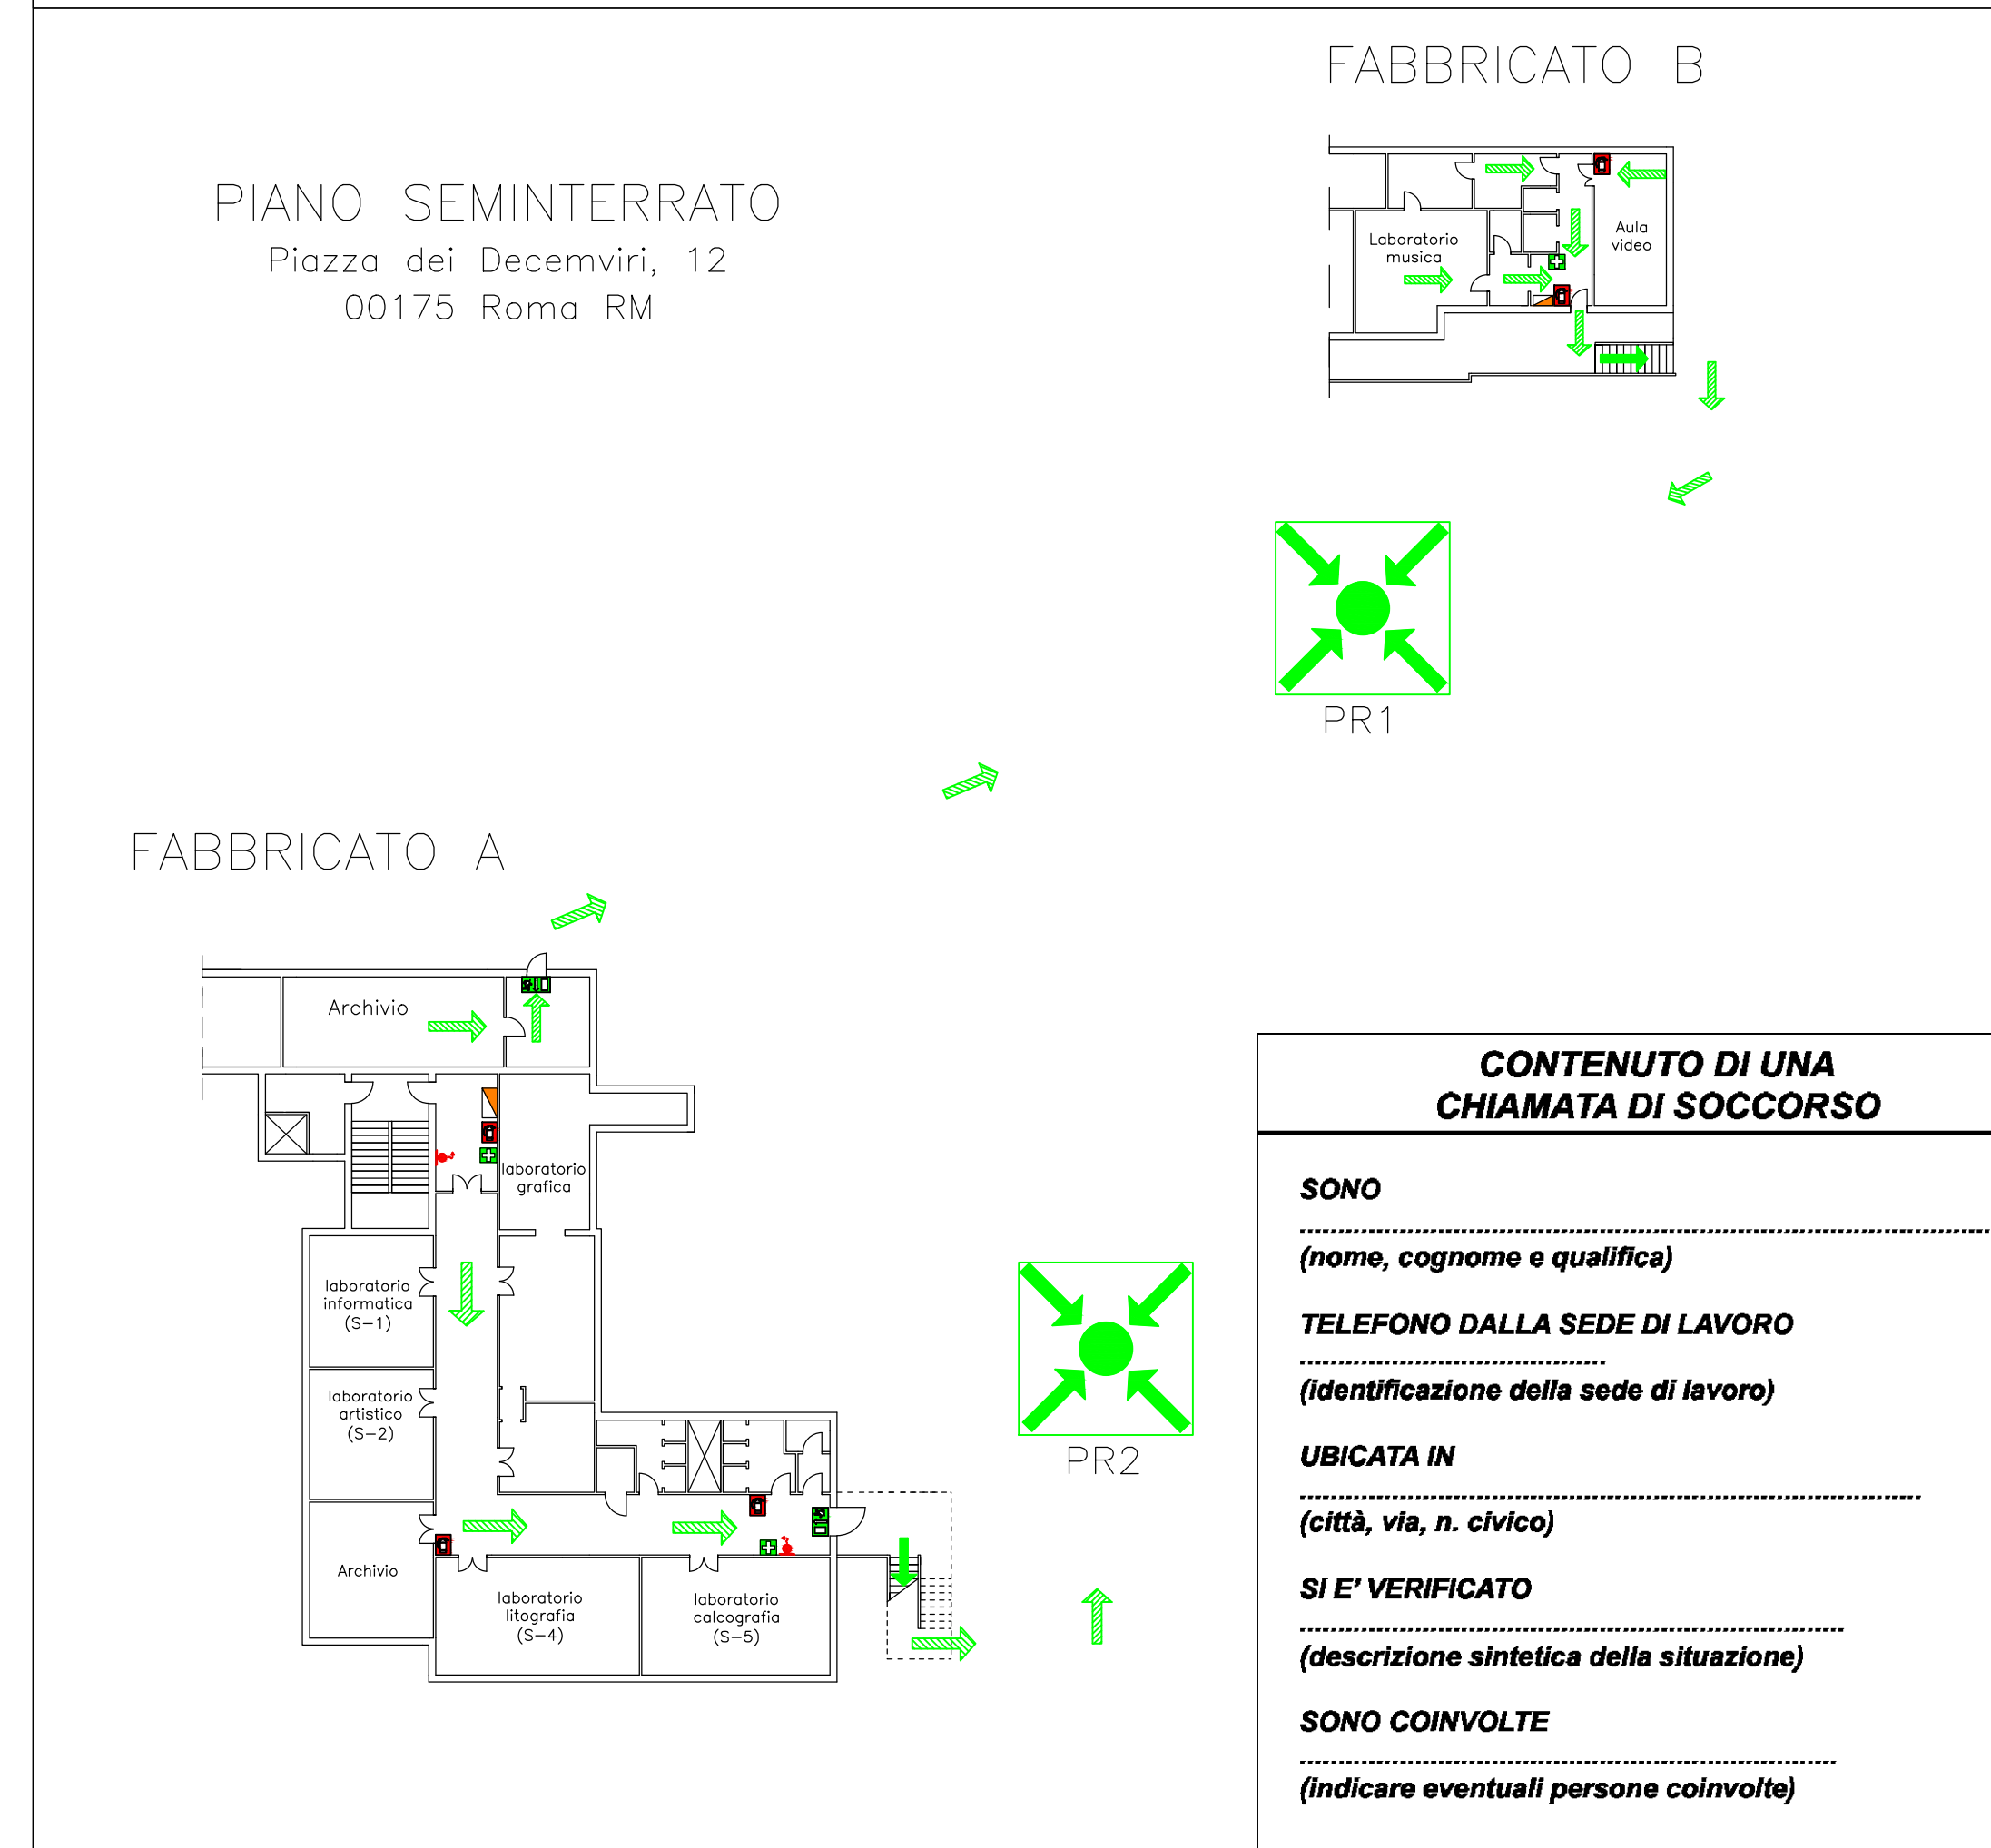 FABBRICATO B
PIANO SEMINTERRATO
Piazza dei Decemviri, 12
00175 Roma RM
Laboratorio
musica
Aula
video
PR1
FABBRICATO A
Archivio
laboratorio
grafica
laboratorio
informatica
(S-1)
laboratorio
artistico
(S-2)
Archivio
laboratorio
litografia
(S-4)
laboratorio
calcografia
(S-5)
PR2
CONTENUTO DI UNA
CHIAMATA DI SOCCORSO
SONO
(nome, cognome e qualifica)
TELEFONO DALLA SEDE DI LAVORO
(identificazione della sede di lavoro)
UBICATA IN
(città, via, n. civico)
SI E' VERIFICATO
(descrizione sintetica della situazione)
SONO COINVOLTE
(indicare eventuali persone coinvolte)